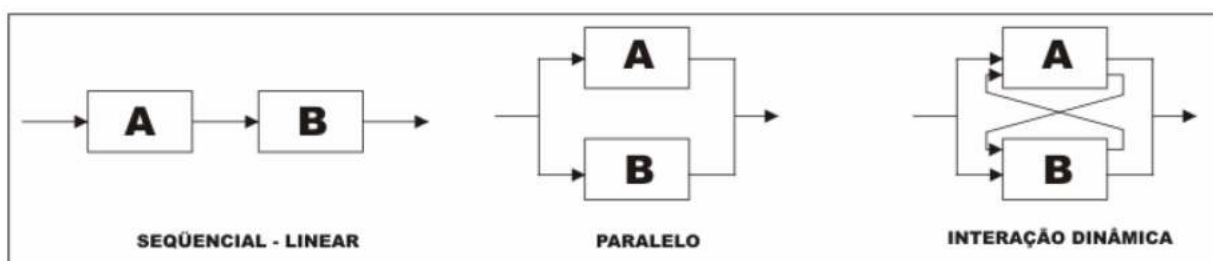 A
B
SEQÜENCIAL - LINEAR
A
B
PARALELO
A
B
INTERAÇÃO DINÂMICA